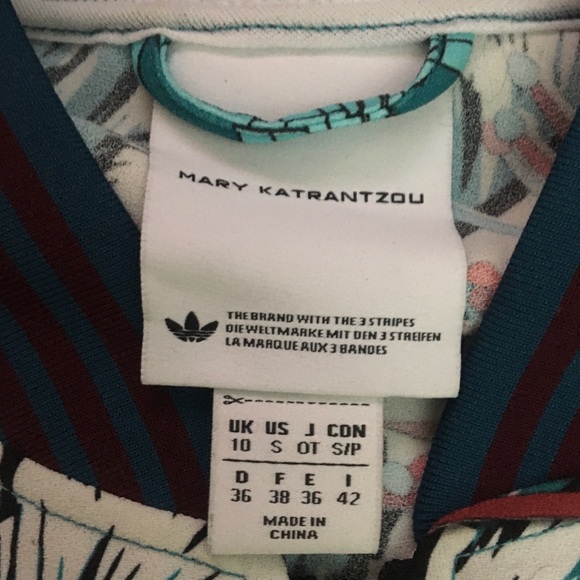 MARY KATRANTZOU
THE BRAND WITH THE 3 STRIPES
DIE WELTMARKE MIT DEN 3 STREIFEN
LA MARQUE AUX 3 BANDES
UK US J CDN
10 S OT S/P
D F E I
36 38 36 42
MADE IN
CHINA